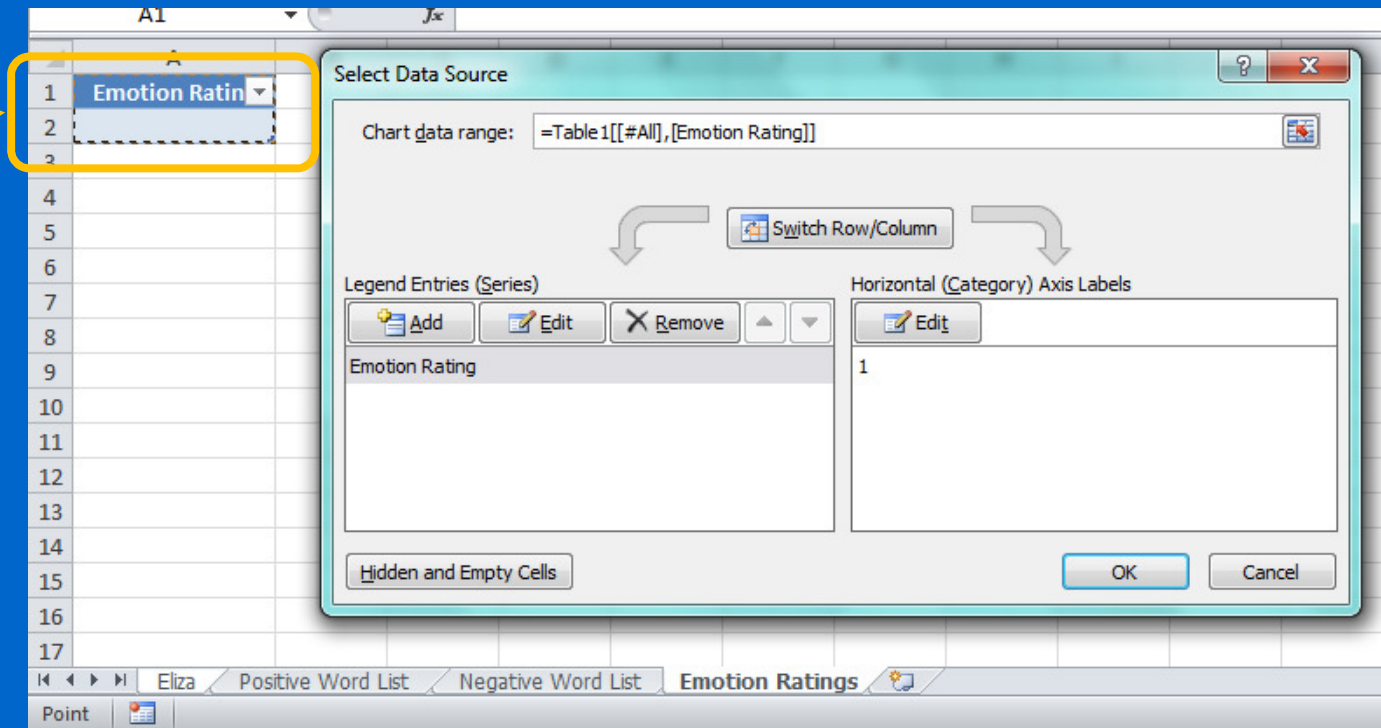 A1
fx
A
1 Emotion Ratin
2
3
4
5
6
7
8
9
10
11
12
13
14
15
16
17
Select Data Source
?
X
Chart data range: =Table1[[#All],[Emotion Rating]]
Switch Row/Column
Legend Entries (Series)
Add Edit Remove
Emotion Rating
Horizontal (Category) Axis Labels
Edit
1
Hidden and Empty Cells
OK Cancel
Eliza Positive Word List Negative Word List Emotion Ratings
Point